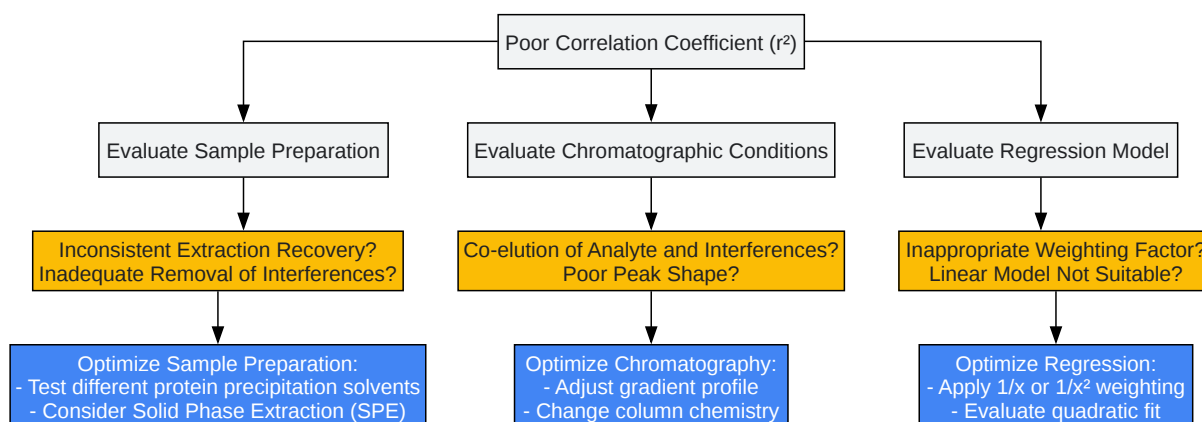 Poor Correlation Coefficient (r²)
Evaluate Sample Preparation
Evaluate Chromatographic Conditions
Evaluate Regression Model
Inconsistent Extraction Recovery?
Inadequate Removal of Interferences?
Co-elution of Analyte and Interferences?
Poor Peak Shape?
Inappropriate Weighting Factor?
Linear Model Not Suitable?
Optimize Sample Preparation:
- Test different protein precipitation solvents
- Consider Solid Phase Extraction (SPE)
Optimize Chromatography:
- Adjust gradient profile
- Change column chemistry
Optimize Regression:
- Apply 1/x or 1/x² weighting
- Evaluate quadratic fit